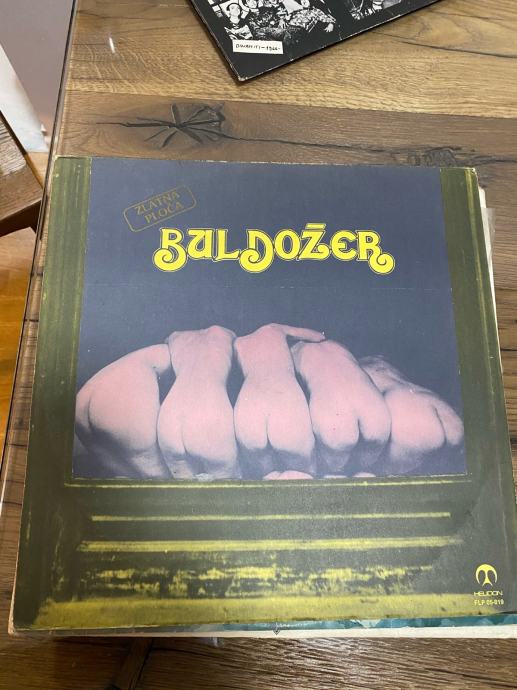 ZLATNA
PLOČA
BULDOŽER
HELIDON
FLP 05-019